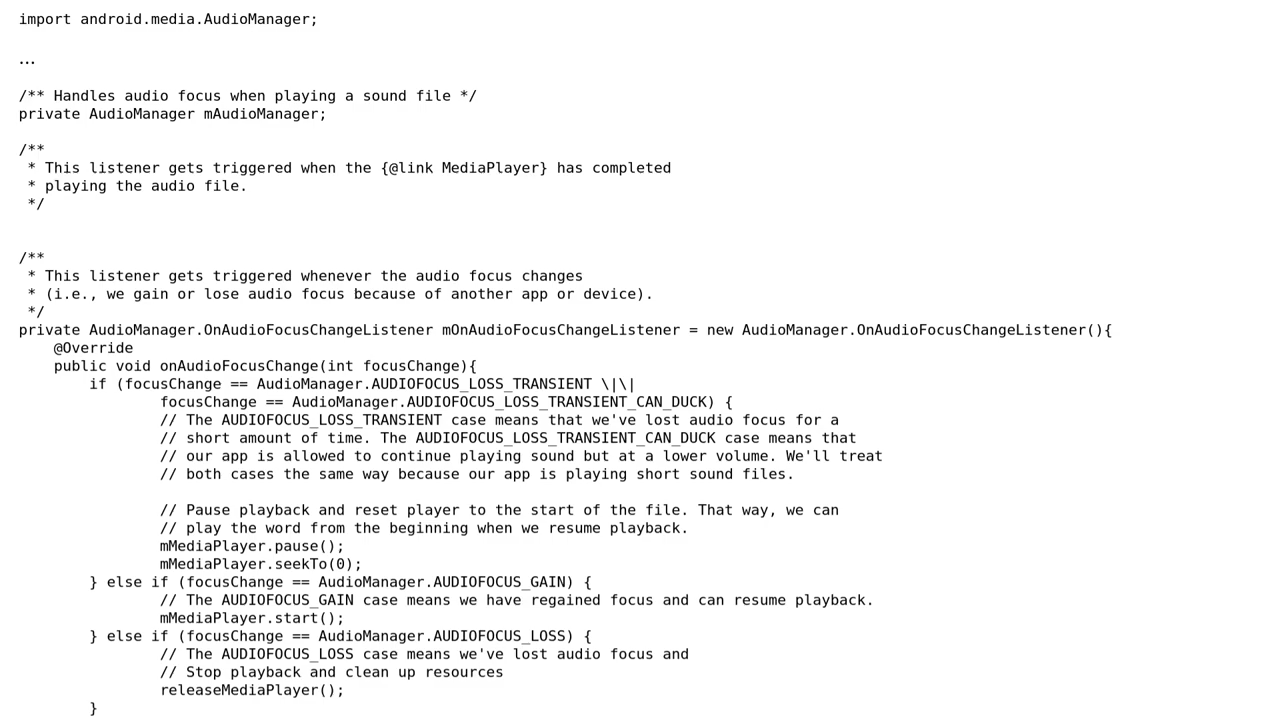 import android.media.AudioManager;
...
/** Handles audio focus when playing a sound file */
private AudioManager mAudioManager;
/**
 * This listener gets triggered when the {@link MediaPlayer} has completed
 * playing the audio file.
 */
/**
 * This listener gets triggered whenever the audio focus changes
 * (i.e., we gain or lose audio focus because of another app or device).
 */
private AudioManager.OnAudioFocusChangeListener mOnAudioFocusChangeListener = new AudioManager.OnAudioFocusChangeListener(){
    @Override
    public void onAudioFocusChange(int focusChange){
        if (focusChange == AudioManager.AUDIOFOCUS_LOSS_TRANSIENT \|\|
                focusChange == AudioManager.AUDIOFOCUS_LOSS_TRANSIENT_CAN_DUCK) {
                // The AUDIOFOCUS_LOSS_TRANSIENT case means that we've lost audio focus for a
                // short amount of time. The AUDIOFOCUS_LOSS_TRANSIENT_CAN_DUCK case means that
                // our app is allowed to continue playing sound but at a lower volume. We'll treat
                // both cases the same way because our app is playing short sound files.
                // Pause playback and reset player to the start of the file. That way, we can
                // play the word from the beginning when we resume playback.
                mMediaPlayer.pause();
                mMediaPlayer.seekTo(0);
        } else if (focusChange == AudioManager.AUDIOFOCUS_GAIN) {
                // The AUDIOFOCUS_GAIN case means we have regained focus and can resume playback.
                mMediaPlayer.start();
        } else if (focusChange == AudioManager.AUDIOFOCUS_LOSS) {
                // The AUDIOFOCUS_LOSS case means we've lost audio focus and
                // Stop playback and clean up resources
                releaseMediaPlayer();
        }